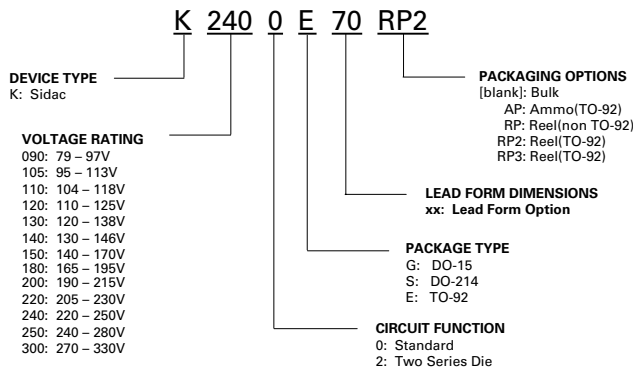 K 240 0 E 70 RP2
DEVICE TYPE
K: Sidac
VOLTAGE RATING
090: 79 – 97V
105: 95 – 113V
110: 104 – 118V
120: 110 – 125V
130: 120 – 138V
140: 130 – 146V
150: 140 – 170V
180: 165 – 195V
200: 190 – 215V
220: 205 – 230V
240: 220 – 250V
250: 240 – 280V
300: 270 – 330V
PACKAGING OPTIONS
[blank]: Bulk
AP: Ammo(TO-92)
RP: Reel(non TO-92)
RP2: Reel(TO-92)
RP3: Reel(TO-92)
LEAD FORM DIMENSIONS
xx: Lead Form Option
PACKAGE TYPE
G: DO-15
S: DO-214
E: TO-92
CIRCUIT FUNCTION
0: Standard
2: Two Series Die